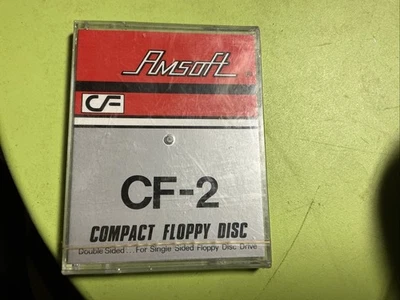 Amsoft
CF
CF-2
COMPACT FLOPPY DISC
Double Sided...For Single Sided Floppy Disc Drive